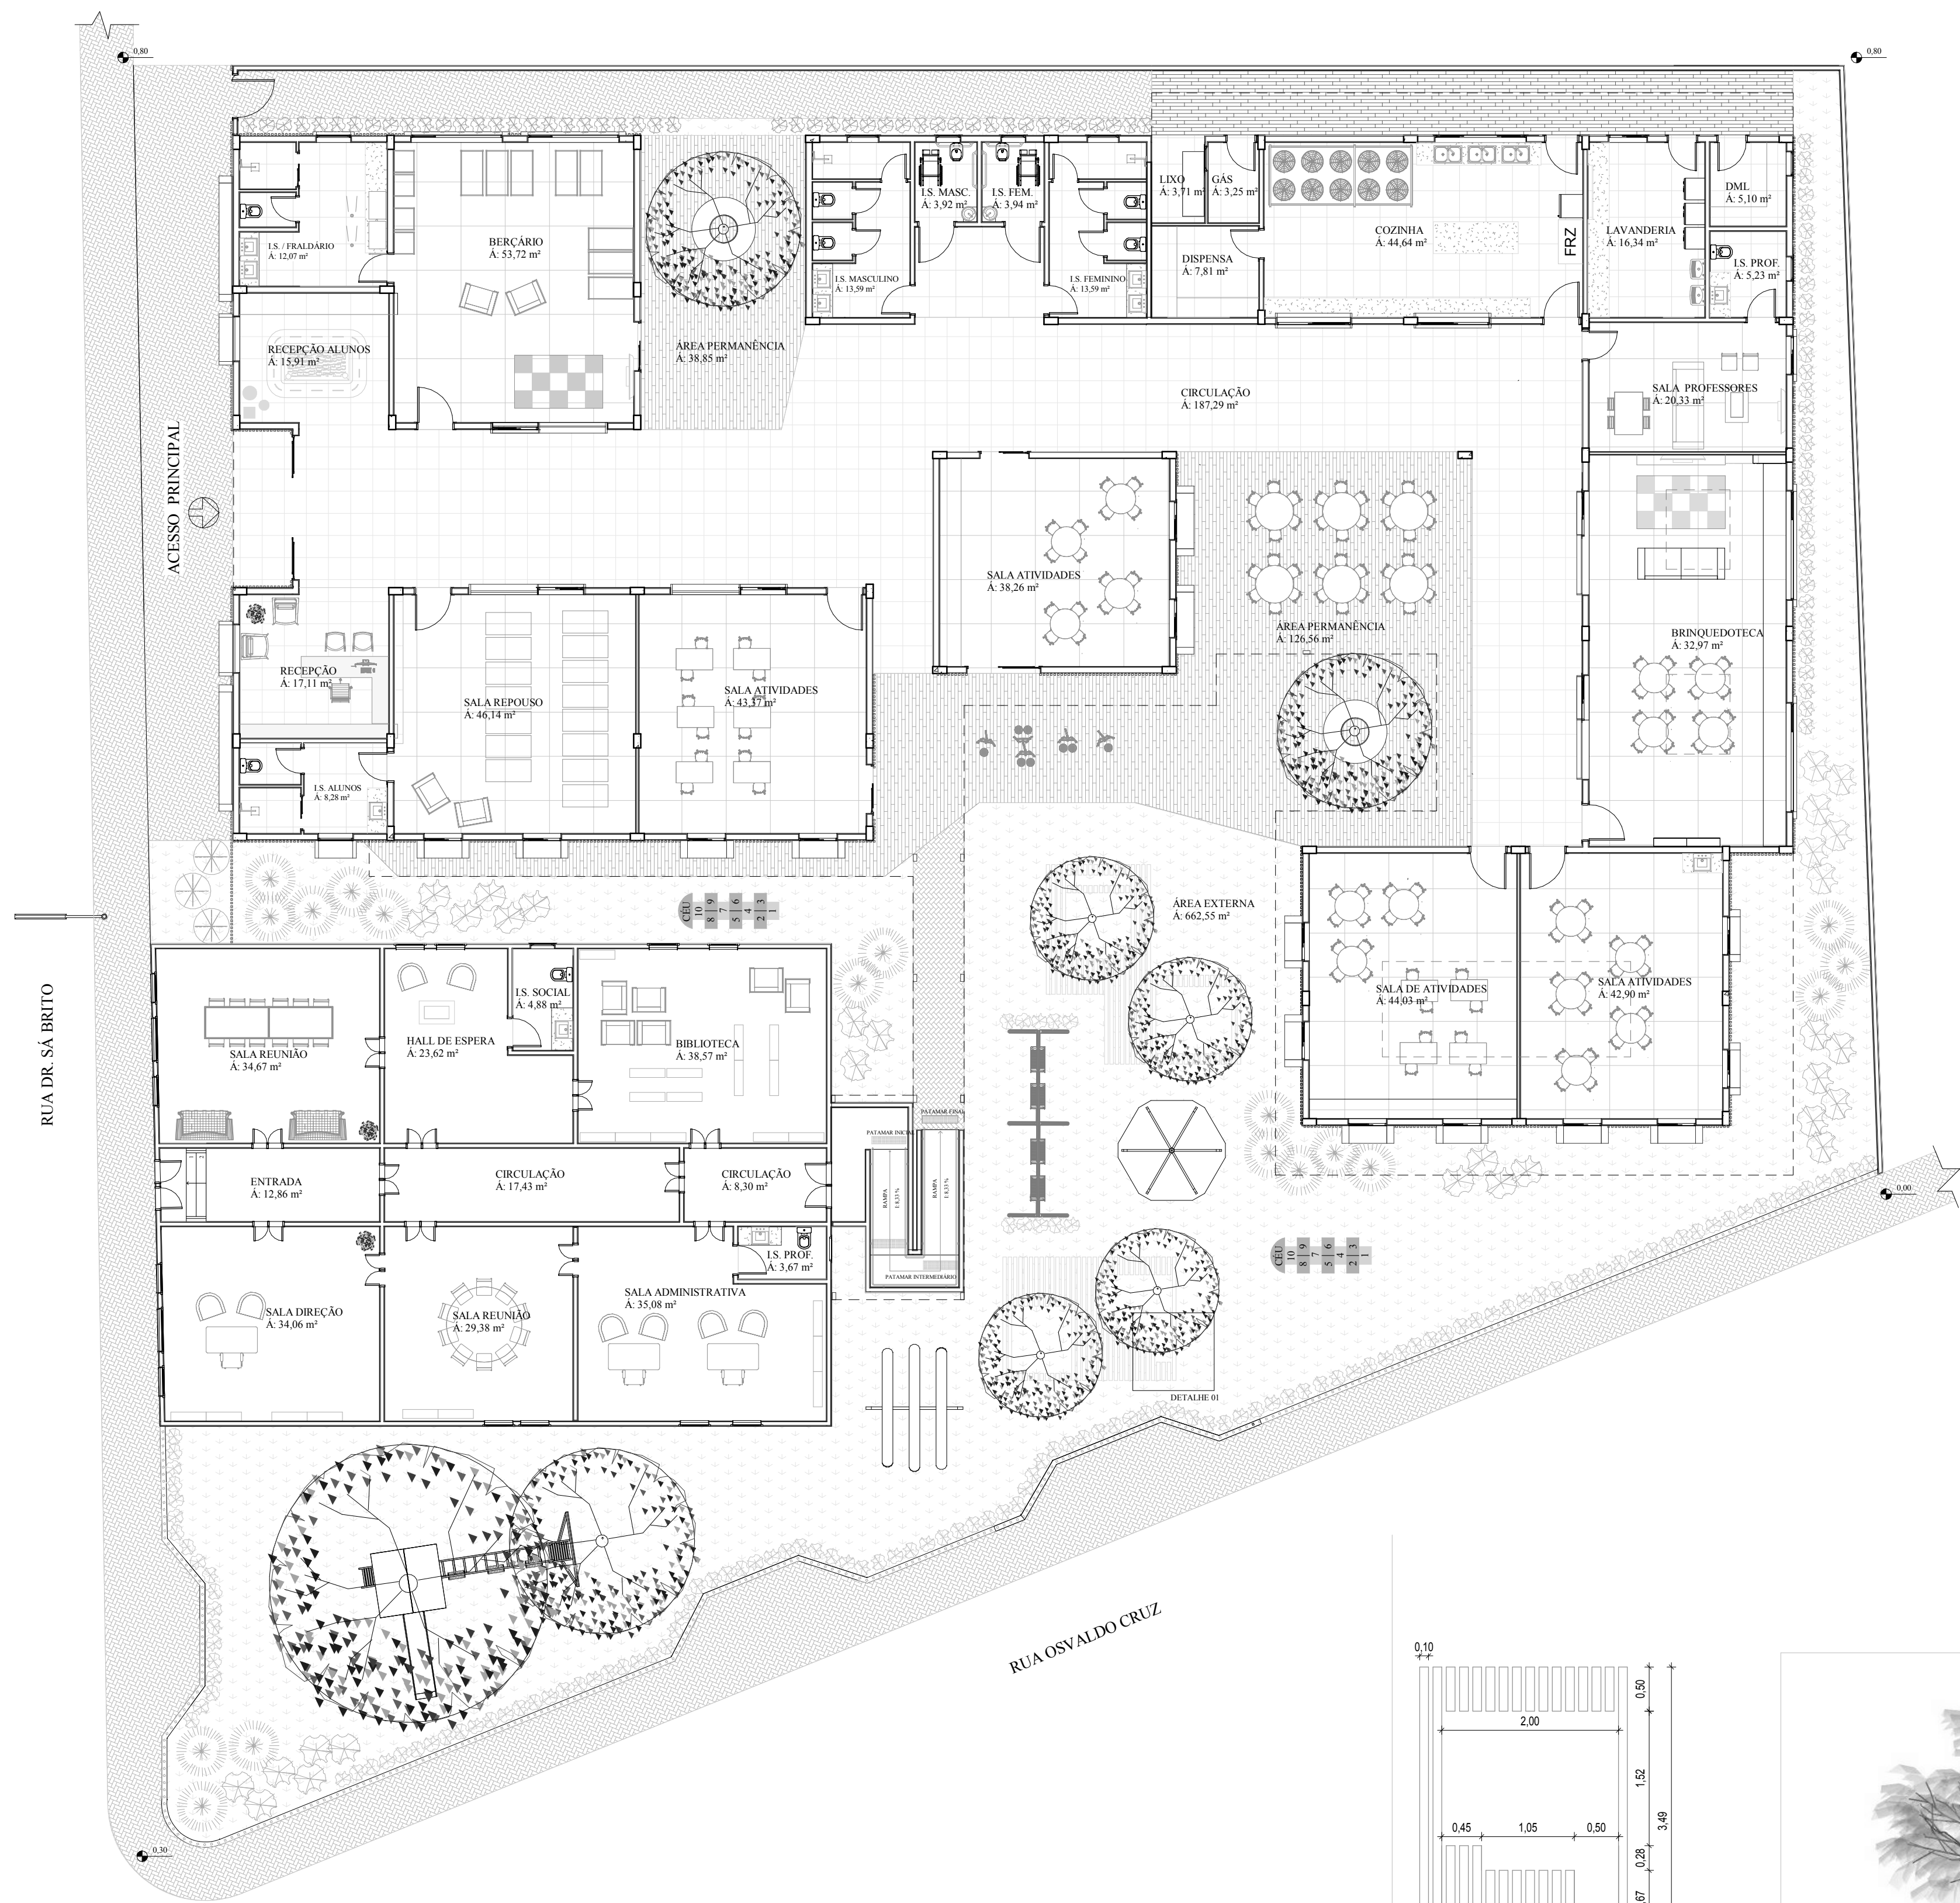 0,80
0,80
I.S. / FRALDÁRIO
Á: 12,07 m²
BERÇÁRIO
Á: 53,72 m²
I.S. MASCULINO
Á: 13,59 m²
I.S. MASC.
Á: 3,92 m²
I.S. FEM.
Á: 3,94 m²
I.S. FEMININO
Á: 13,59 m²
LIXO
Á: 3,71 m²
GÁS
Á: 3,25 m²
DISPENSA
Á: 7,81 m²
COZINHA
Á: 44,64 m²
FRZ
LAVANDERIA
Á: 16,34 m²
DML
Á: 5,10 m²
I.S. PROF.
Á: 5,23 m²
RECEPÇÃO ALUNOS
Á: 15,91 m²
ÁREA PERMANÊNCIA
Á: 38,85 m²
CIRCULAÇÃO
Á: 187,29 m²
SALA PROFESSORES
Á: 20,33 m²
ACESSO PRINCIPAL
SALA ATIVIDADES
Á: 38,26 m²
ÁREA PERMANÊNCIA
Á: 126,56 m²
BRINQUEDOTECA
Á: 32,97 m²
RECEPÇÃO
Á: 17,11 m²
SALA REPOUSO
Á: 46,14 m²
SALA ATIVIDADES
Á: 43,37 m²
I.S. ALUNOS
Á: 8,28 m²
CÉU
10
8 9
7
5 6
4
2 3
1
ÁREA EXTERNA
Á: 662,55 m²
SALA DE ATIVIDADES
Á: 44,03 m²
SALA ATIVIDADES
Á: 42,90 m²
RUA DR. SÁ BRITO
SALA REUNIÃO
Á: 34,67 m²
HALL DE ESPERA
Á: 23,62 m²
I.S. SOCIAL
Á: 4,88 m²
BIBLIOTECA
Á: 38,57 m²
PATAMAR FINAL
PATAMAR INICIAL
RAMPA
I: 8,33 %
RAMPA
I: 8,33 %
PATAMAR INTERMEDIÁRIO
ENTRADA
Á: 12,86 m²
CIRCULAÇÃO
Á: 17,43 m²
CIRCULAÇÃO
Á: 8,30 m²
0,00
I.S. PROF.
Á: 3,67 m²
SALA DIREÇÃO
Á: 34,06 m²
SALA REUNIÃO
Á: 29,38 m²
SALA ADMINISTRATIVA
Á: 35,08 m²
CÉU
10
8 9
7
5 6
4
2 3
1
DETALHE 01
RUA OSVALDO CRUZ
0,30
0,10
0,50
2,00
1,52
3,49
0,45
1,05
0,50
0,28